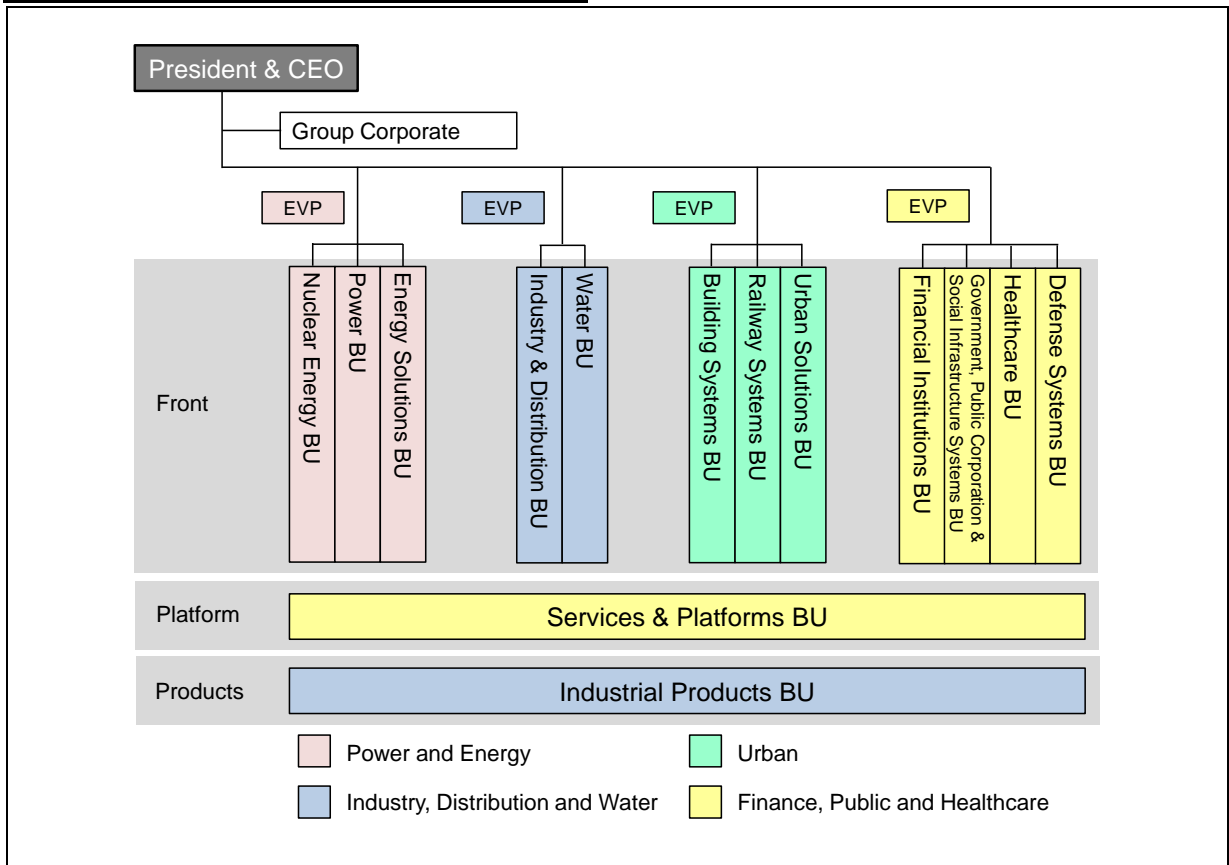 President & CEO
Group Corporate
EVP
EVP
EVP
EVP
Front
Nuclear Energy BU
Power BU
Energy Solutions BU
Industry & Distribution BU
Water BU
Building Systems BU
Railway Systems BU
Urban Solutions BU
Financial Institutions BU
Government, Public Corporation &
Social Infrastructure Systems BU
Healthcare BU
Defense Systems BU
Platform
Services & Platforms BU
Products
Industrial Products BU
Power and Energy
Urban
Industry, Distribution and Water
Finance, Public and Healthcare